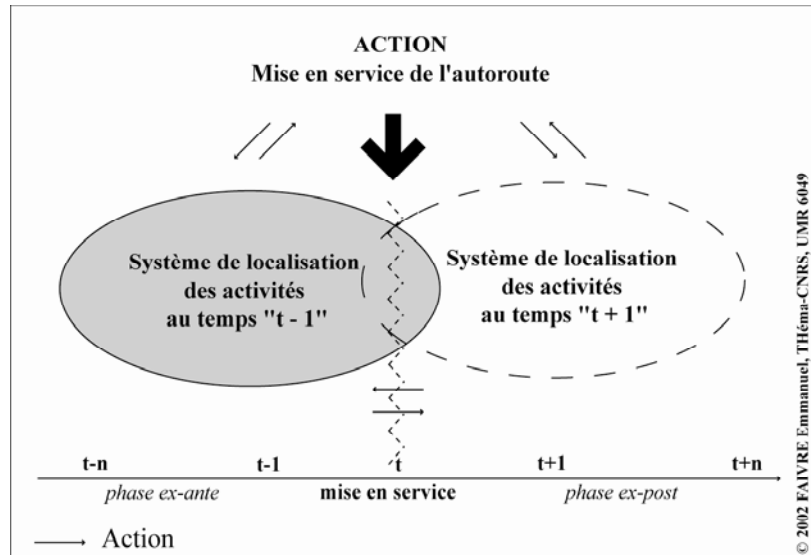 ACTION
Mise en service de l'autoroute
Système de localisation
des activités
au temps "t - 1"
Système de localisation
des activités
au temps "t + 1"
t-n t-1 t t+1 t+n
phase ex-ante mise en service phase ex-post
Action
© 2002 FAIVRE Emmanuel, THéma-CNRS, UMR 6049